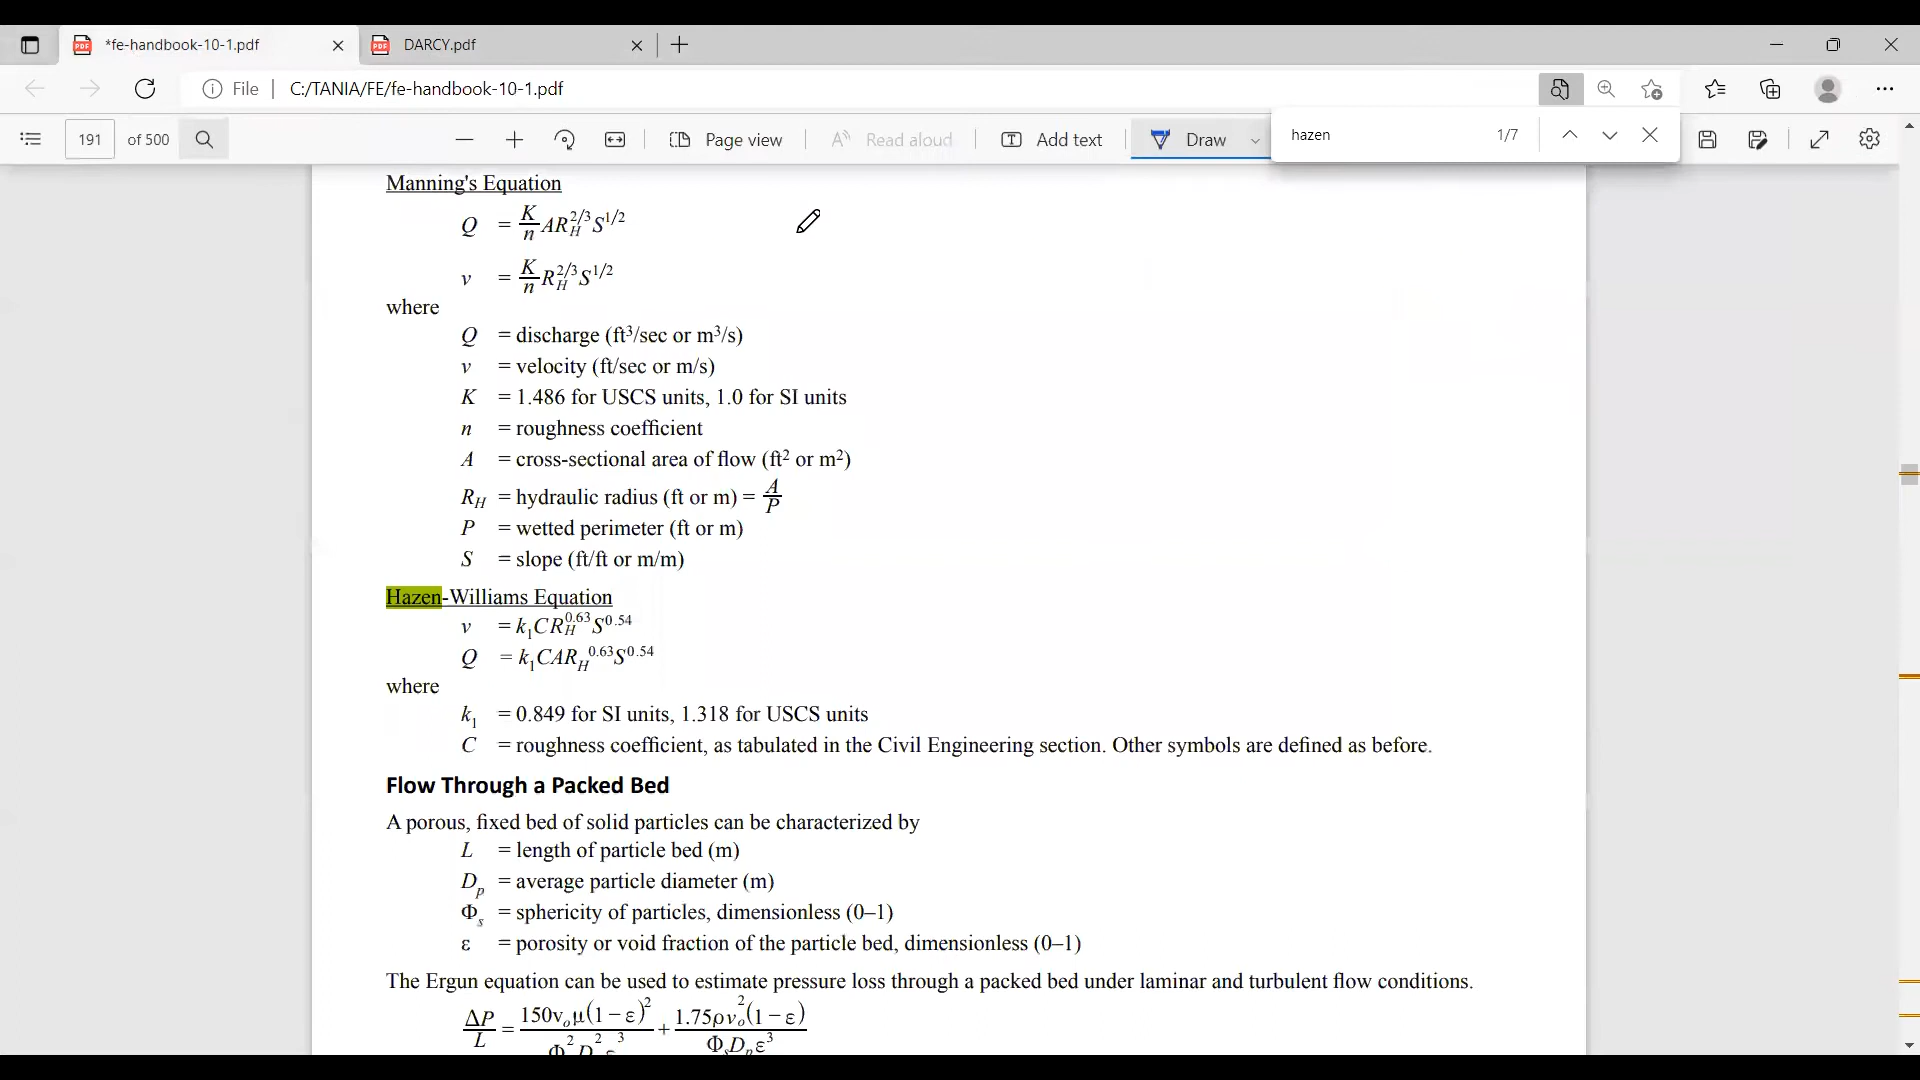 *fe-handbook-10-1.pdf
DARCY.pdf
File
C:/TANIA/FE/fe-handbook-10-1.pdf
191 of 500
Page view
Read aloud
Add text
Draw
hazen
1/7
Manning's Equation
Q = K/n AR_H^2/3 S^1/2
v = K/n R_H^2/3 S^1/2
where
Q = discharge (ft³/sec or m³/s)
v = velocity (ft/sec or m/s)
K = 1.486 for USCS units, 1.0 for SI units
n = roughness coefficient
A = cross-sectional area of flow (ft² or m²)
R_H = hydraulic radius (ft or m) = A/P
P = wetted perimeter (ft or m)
S = slope (ft/ft or m/m)
Hazen-Williams Equation
v = k₁CR_H^0.63 S^0.54
Q = k₁CAR_H^0.63 S^0.54
where
k₁ = 0.849 for SI units, 1.318 for USCS units
C = roughness coefficient, as tabulated in the Civil Engineering section. Other symbols are defined as before.
Flow Through a Packed Bed
A porous, fixed bed of solid particles can be characterized by
L = length of particle bed (m)
D_p = average particle diameter (m)
Φ_s = sphericity of particles, dimensionless (0–1)
ε = porosity or void fraction of the particle bed, dimensionless (0–1)
The Ergun equation can be used to estimate pressure loss through a packed bed under laminar and turbulent flow conditions.
ΔP/L = 150v_oμ(1 − ε)²/Φ²D²ε³ + 1.75ρv_o²(1 − ε)/Φ_sD_pε³